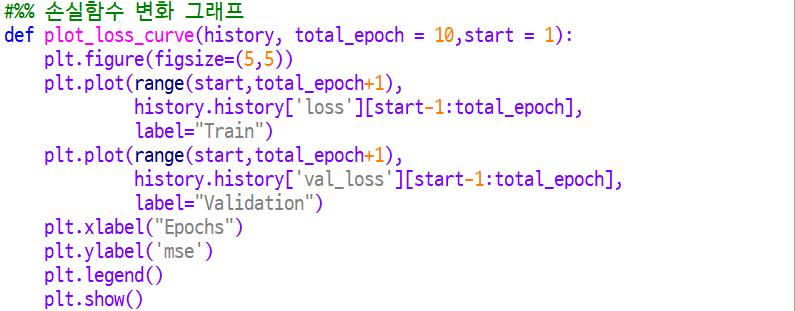 #%% 손실함수 변화 그래프
def plot_loss_curve(history, total_epoch = 10,start = 1):
    plt.figure(figsize=(5,5))
    plt.plot(range(start,total_epoch+1),
             history.history['loss'][start-1:total_epoch],
             label="Train")
    plt.plot(range(start,total_epoch+1),
             history.history['val_loss'][start-1:total_epoch],
             label="Validation")
    plt.xlabel("Epochs")
    plt.ylabel('mse')
    plt.legend()
    plt.show()